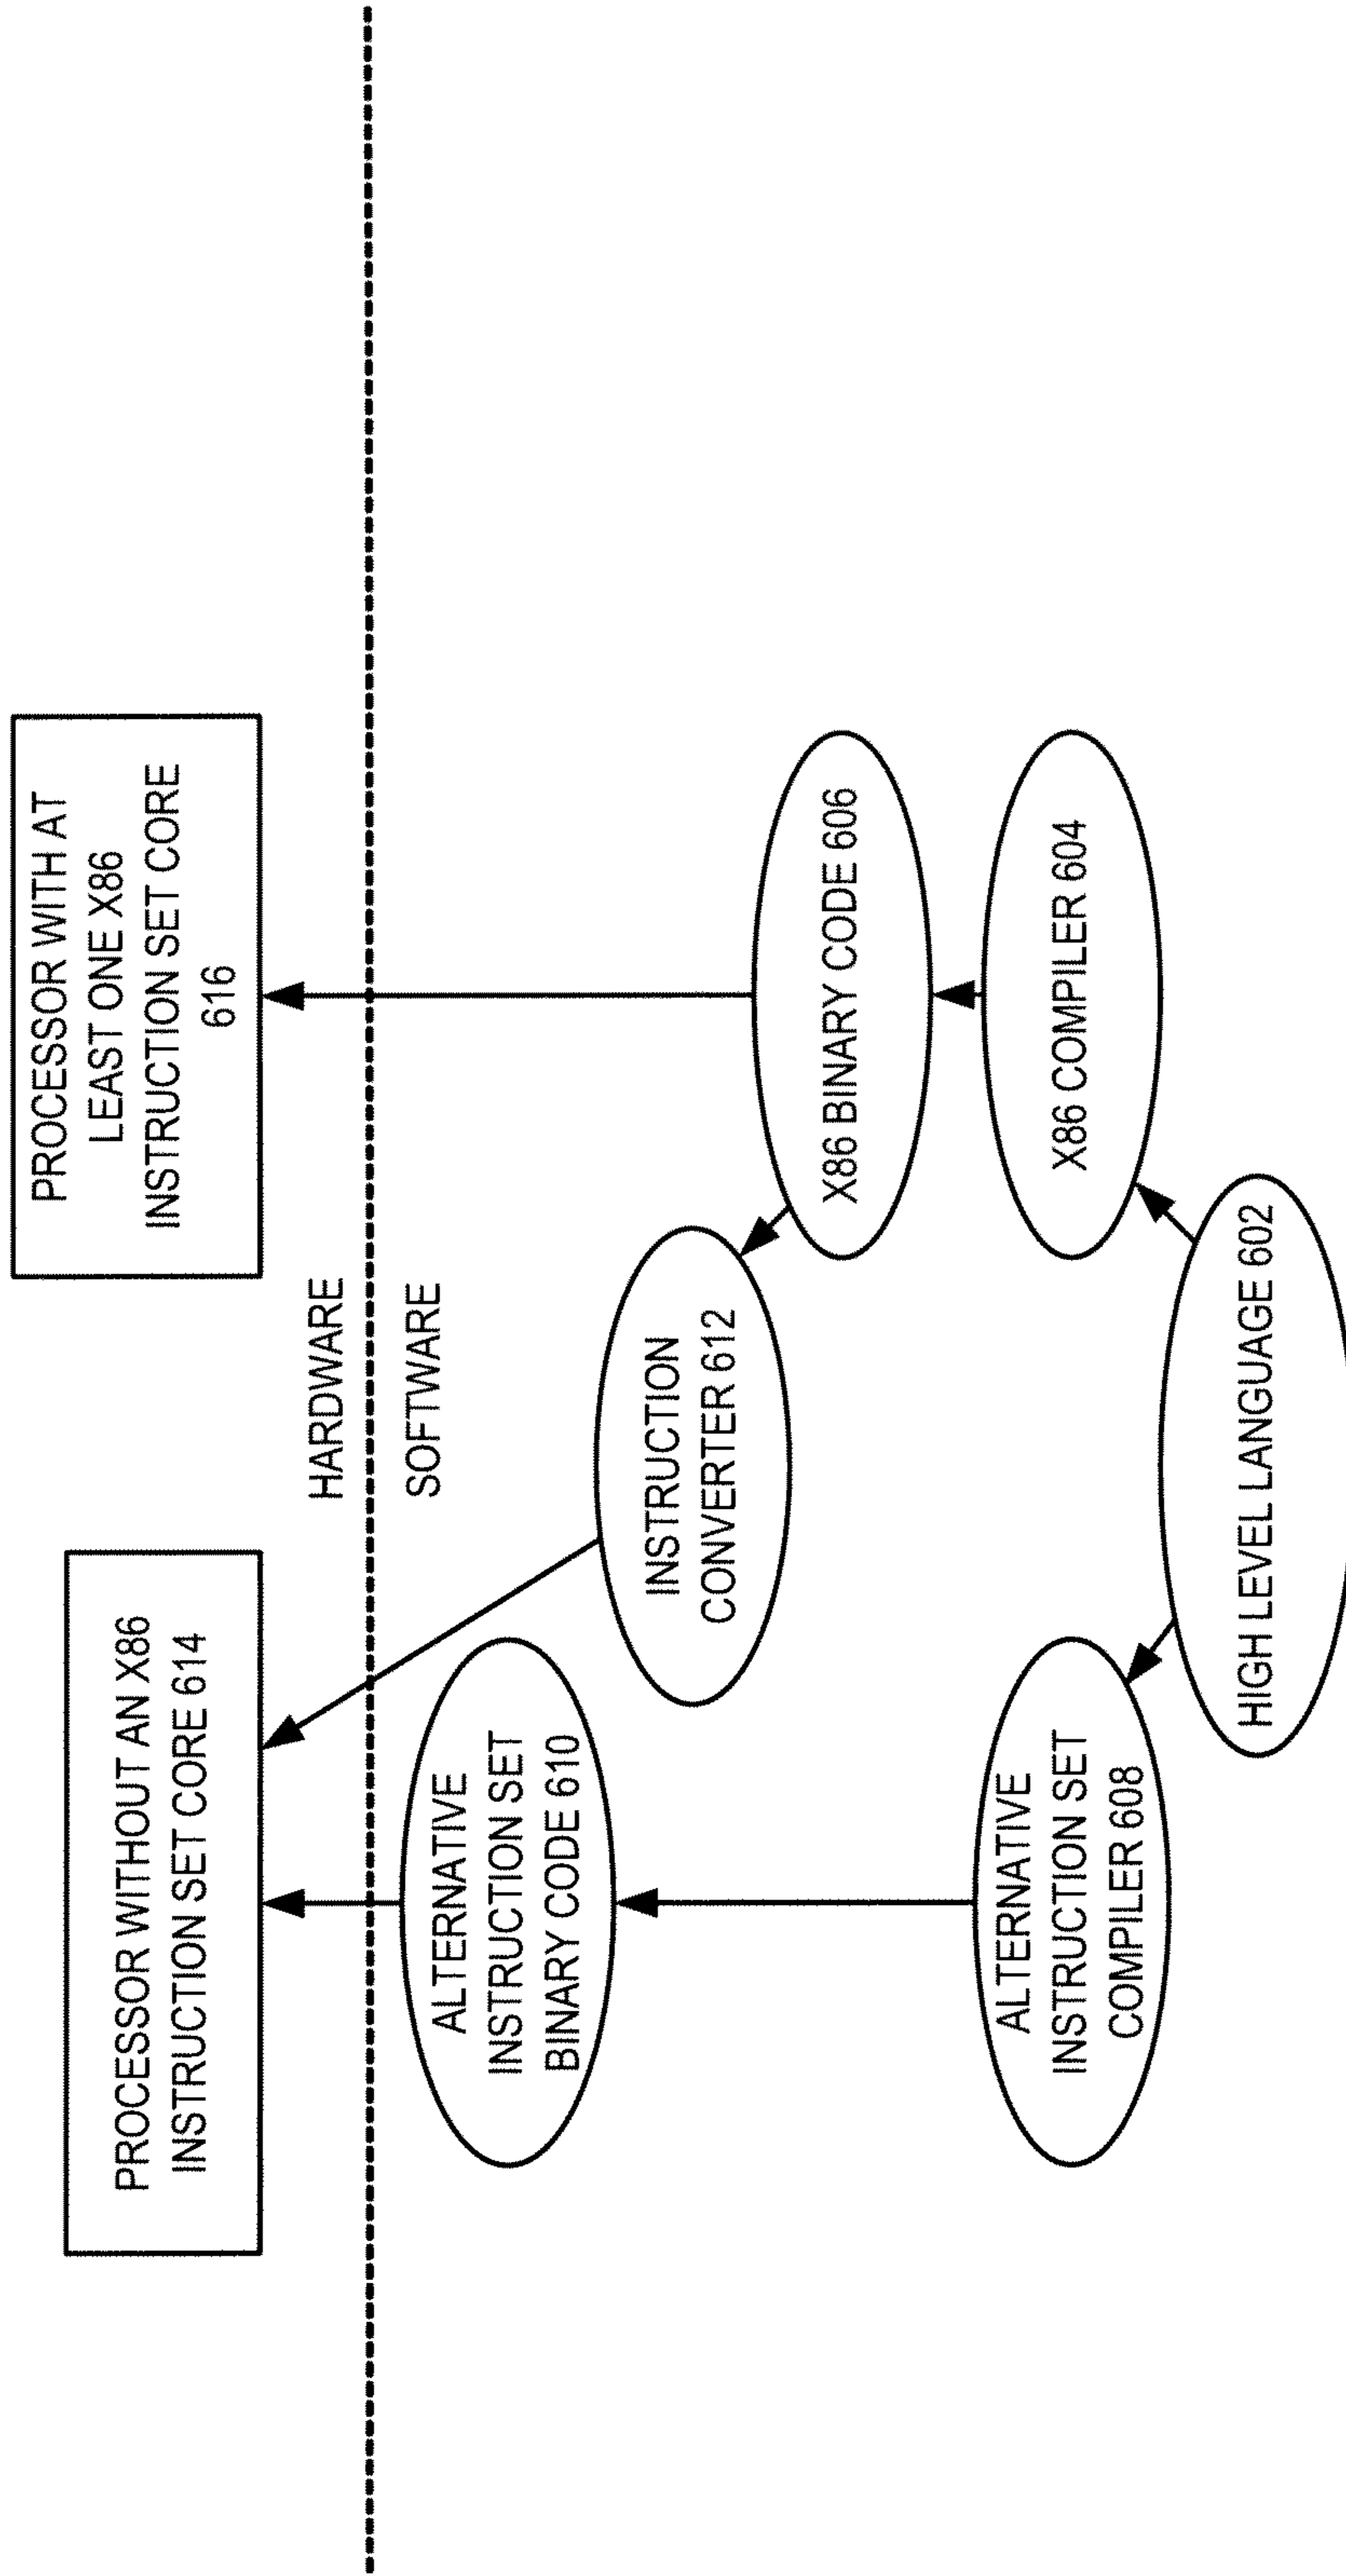 PROCESSOR WITHOUT AN X86
INSTRUCTION SET CORE 614
PROCESSOR WITH AT
LEAST ONE X86
INSTRUCTION SET CORE
616
HARDWARE
SOFTWARE
ALTERNATIVE
INSTRUCTION SET
BINARY CODE 610
INSTRUCTION
CONVERTER 612
X86 BINARY CODE 606
ALTERNATIVE
INSTRUCTION SET
COMPILER 608
X86 COMPILER 604
HIGH LEVEL LANGUAGE 602